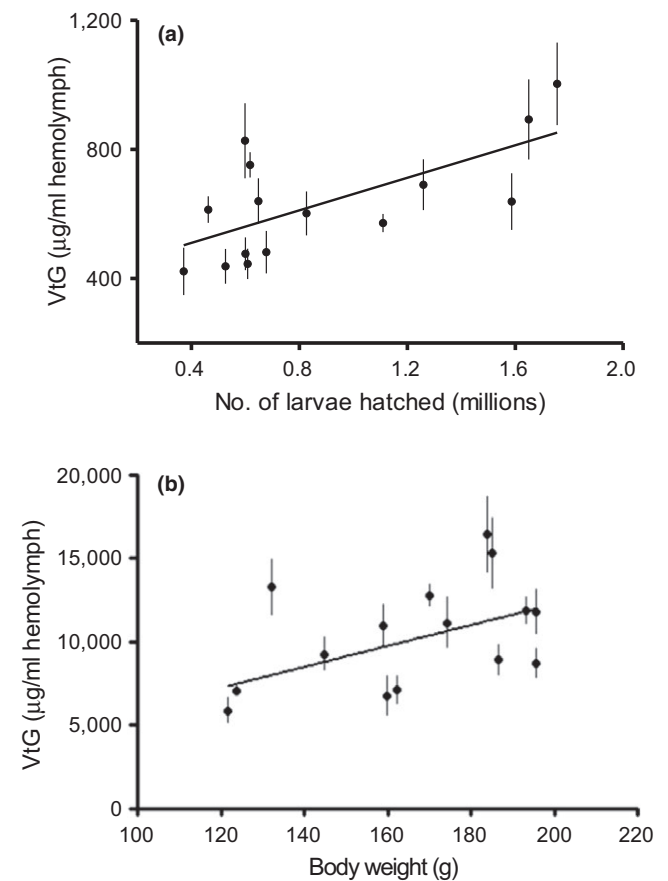 (a)
1,200
800
400
VtG (µg/ml hemolymph)
0.4 0.8 1.2 1.6 2.0
No. of larvae hatched (millions)
(b)
20,000
15,000
10,000
5,000
0
VtG (µg/ml hemolymph)
100 120 140 160 180 200 220
Body weight (g)